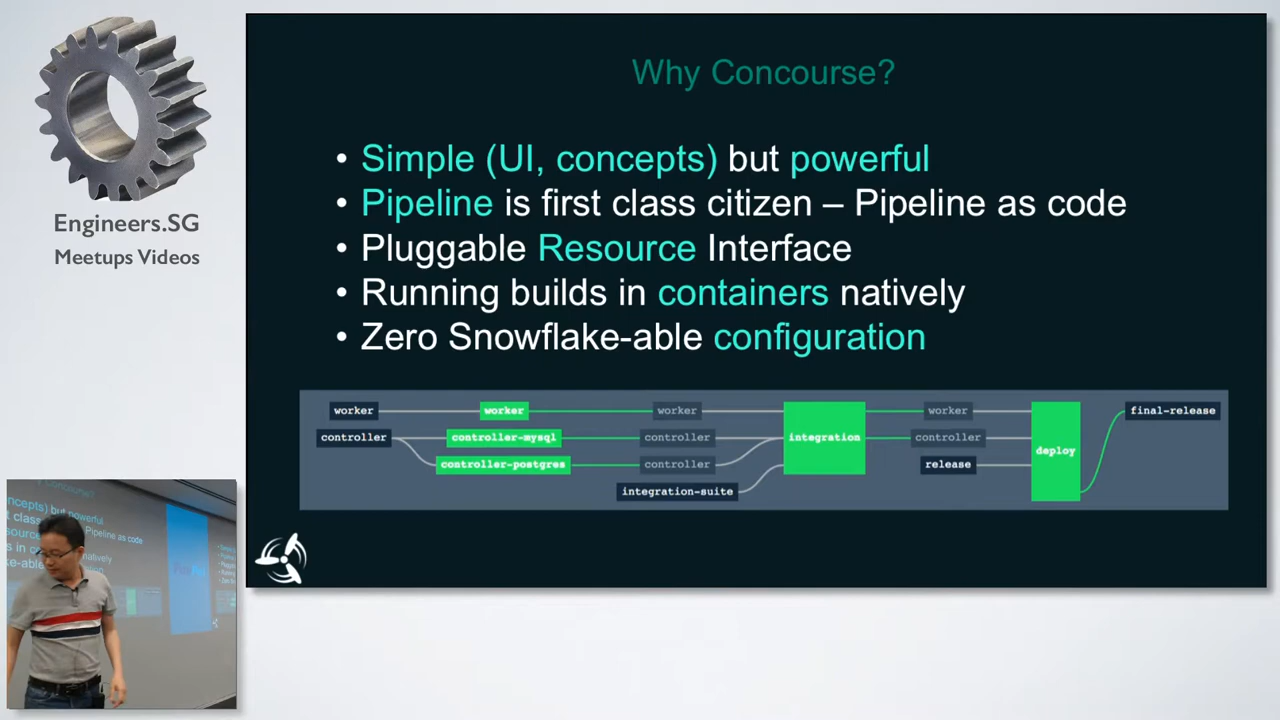 Engineers.SG
Meetups Videos
Why Concourse?
• Simple (UI, concepts) but powerful
• Pipeline is first class citizen – Pipeline as code
• Pluggable Resource Interface
• Running builds in containers natively
• Zero Snowflake-able configuration
worker worker worker worker final-release
controller controller-mysql controller integration controller
deploy
controller-postgres controller release
integration-suite